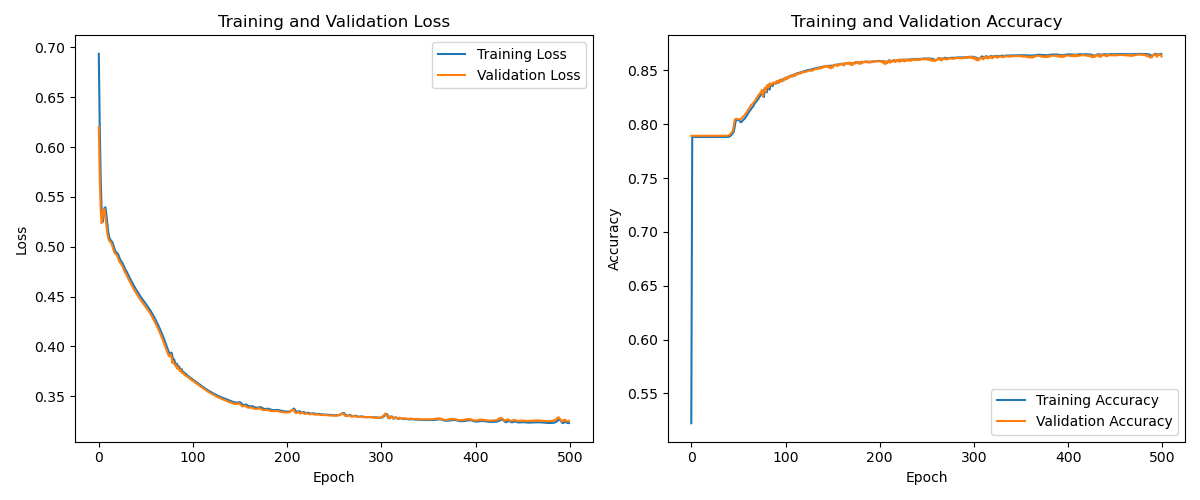 Training and Validation Loss
Training Loss
Validation Loss
0.70
0.65
0.60
0.55
0.50
0.45
0.40
0.35
Loss
0 100 200 300 400 500
Epoch
Training and Validation Accuracy
0.85
0.80
0.75
0.70
0.65
0.60
0.55
Accuracy
Training Accuracy
Validation Accuracy
0 100 200 300 400 500
Epoch